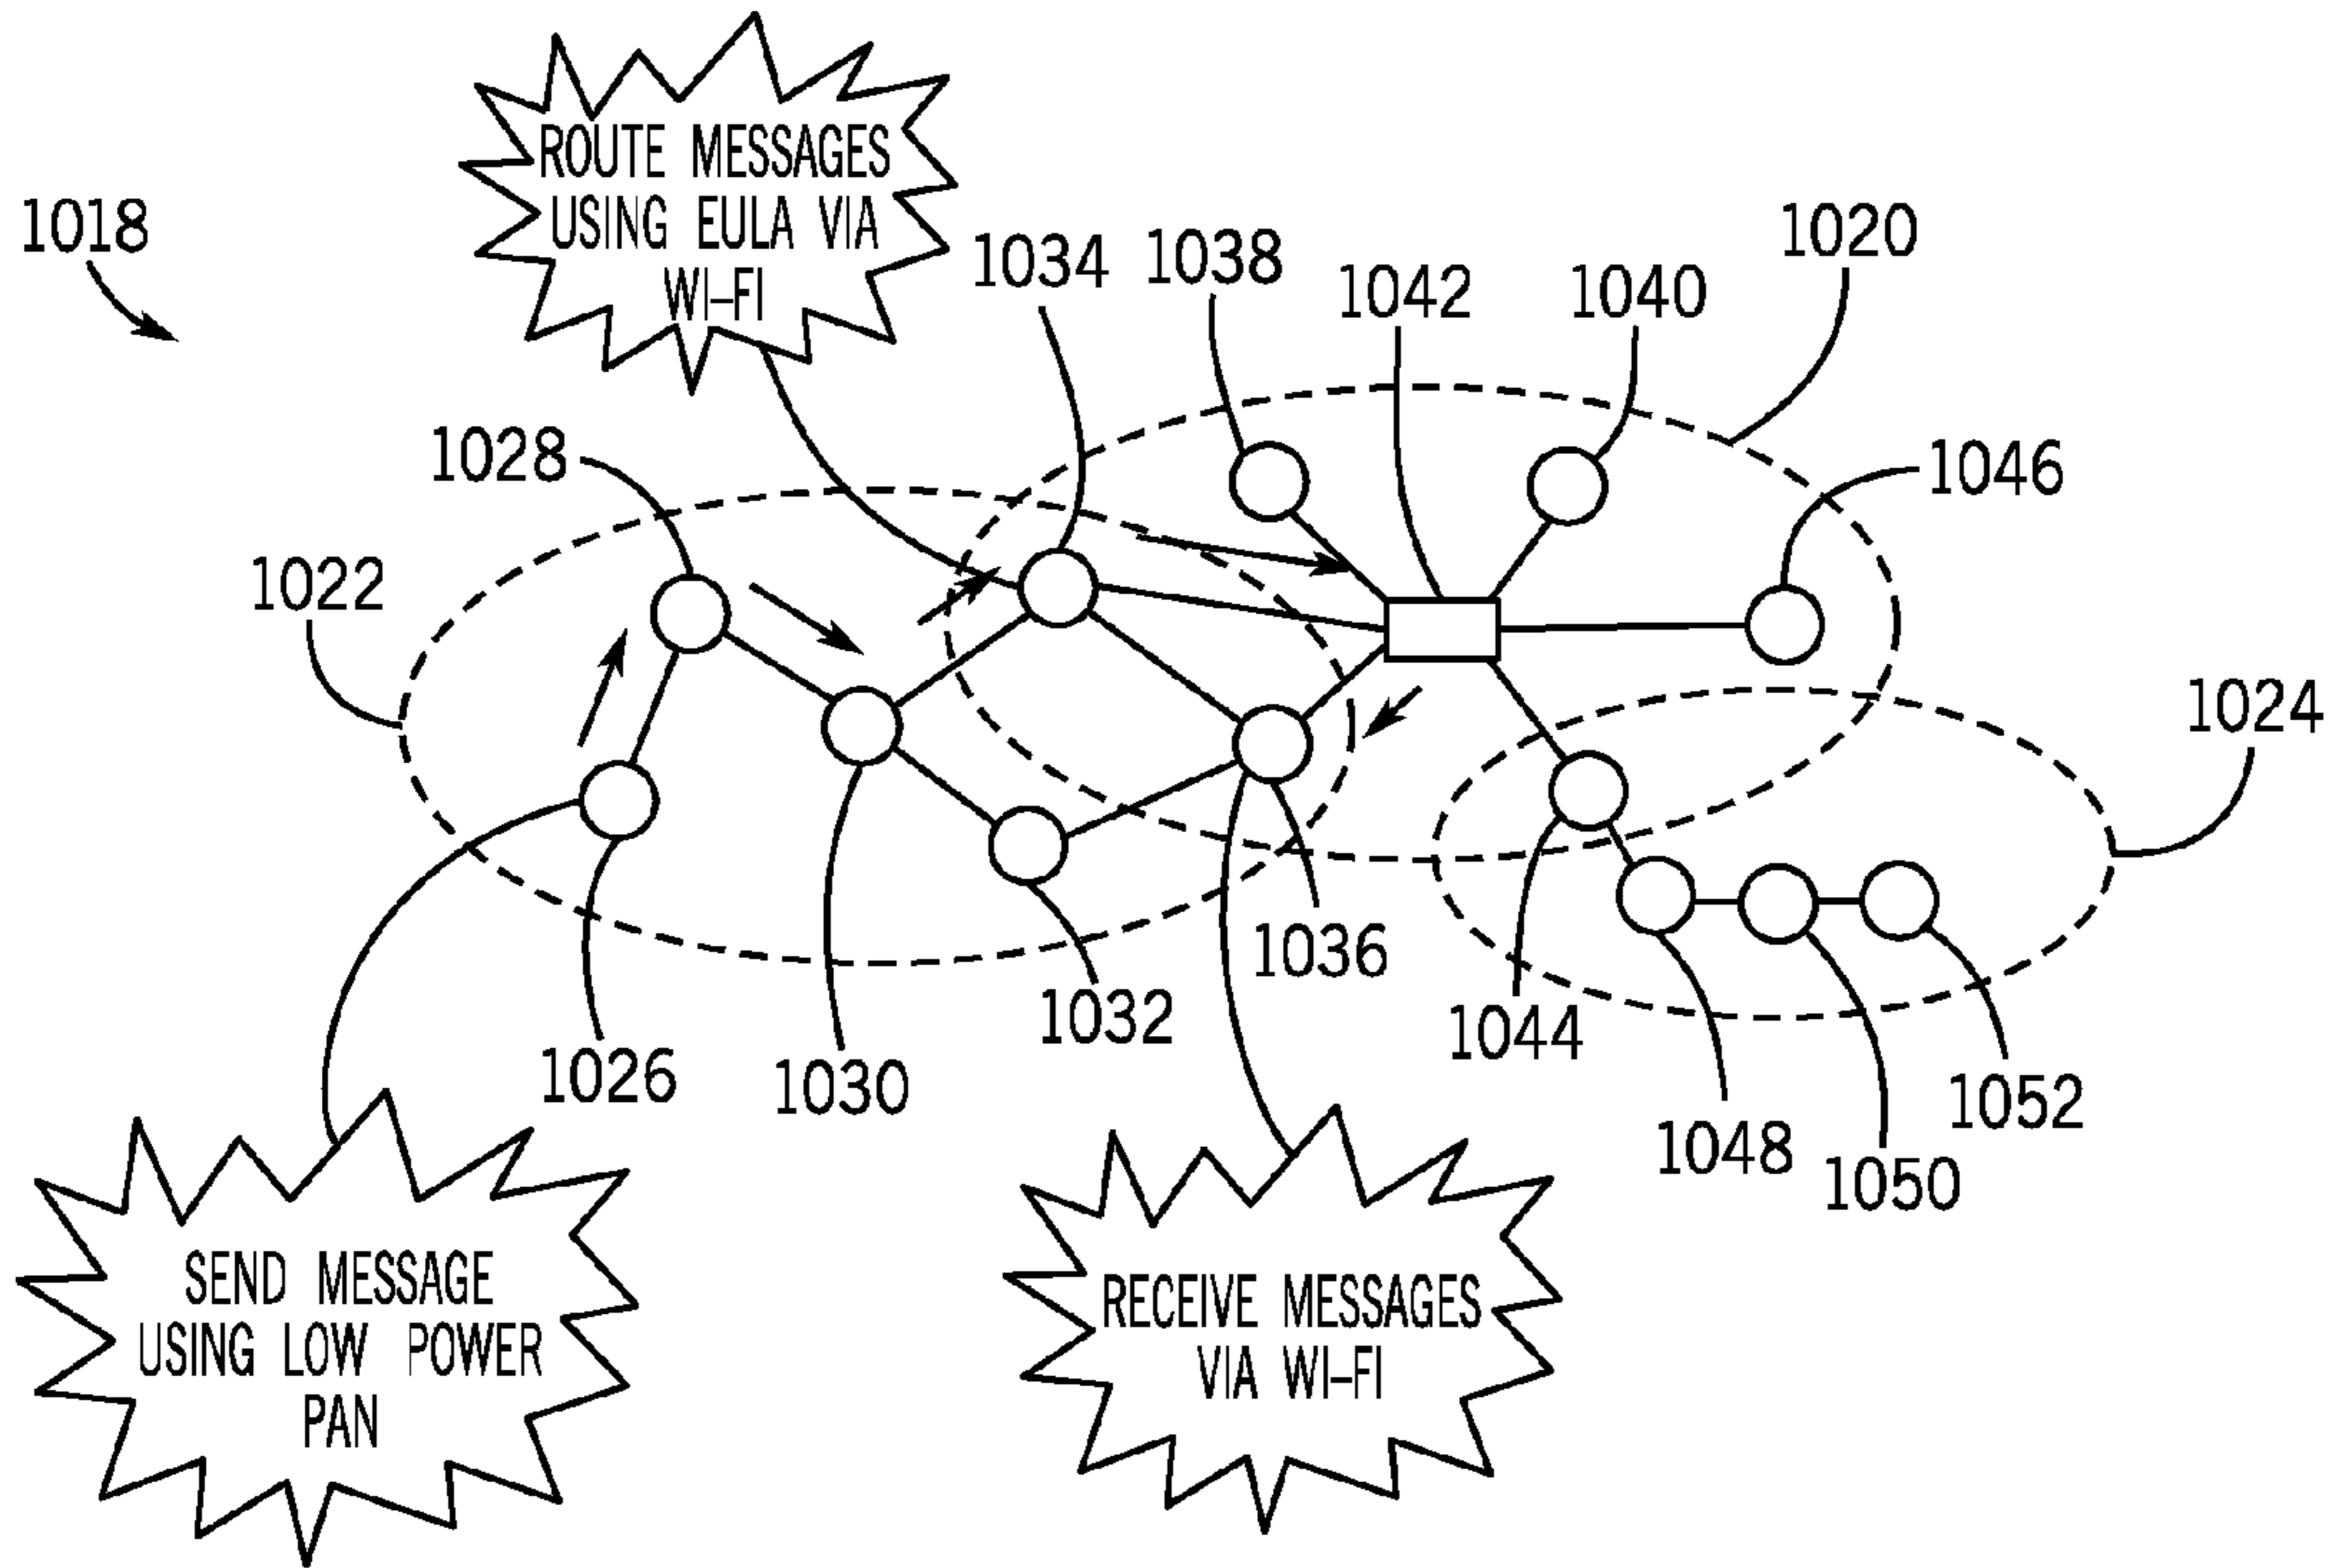 ROUTE MESSAGES
USING EULA VIA
WI–FI
1018
1034
1038
1042
1040
1020
1028
1046
1022
1024
1036
1032
1044
1026
1030
1048
1050
1052
SEND MESSAGE
USING LOW POWER
PAN
RECEIVE MESSAGES
VIA WI–FI